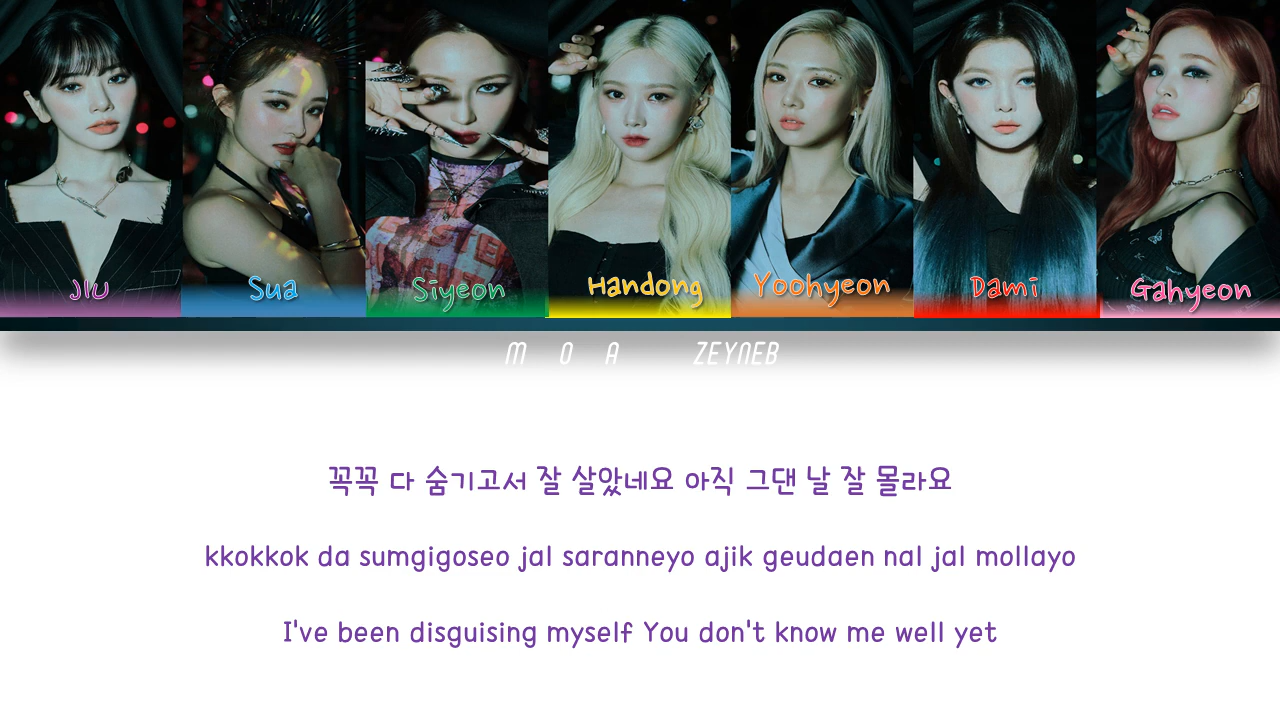 JIU Sua Siyeon Handong Yoohyeon Dami Gahyeon
M O A ZEYNEB
꼭꼭 다 숨기고서 잘 살았네요 아직 그댄 날 잘 몰라요
kkokkok da sumgigoseo jal saranneyo ajik geudaen nal jal mollayo
I've been disguising myself You don't know me well yet